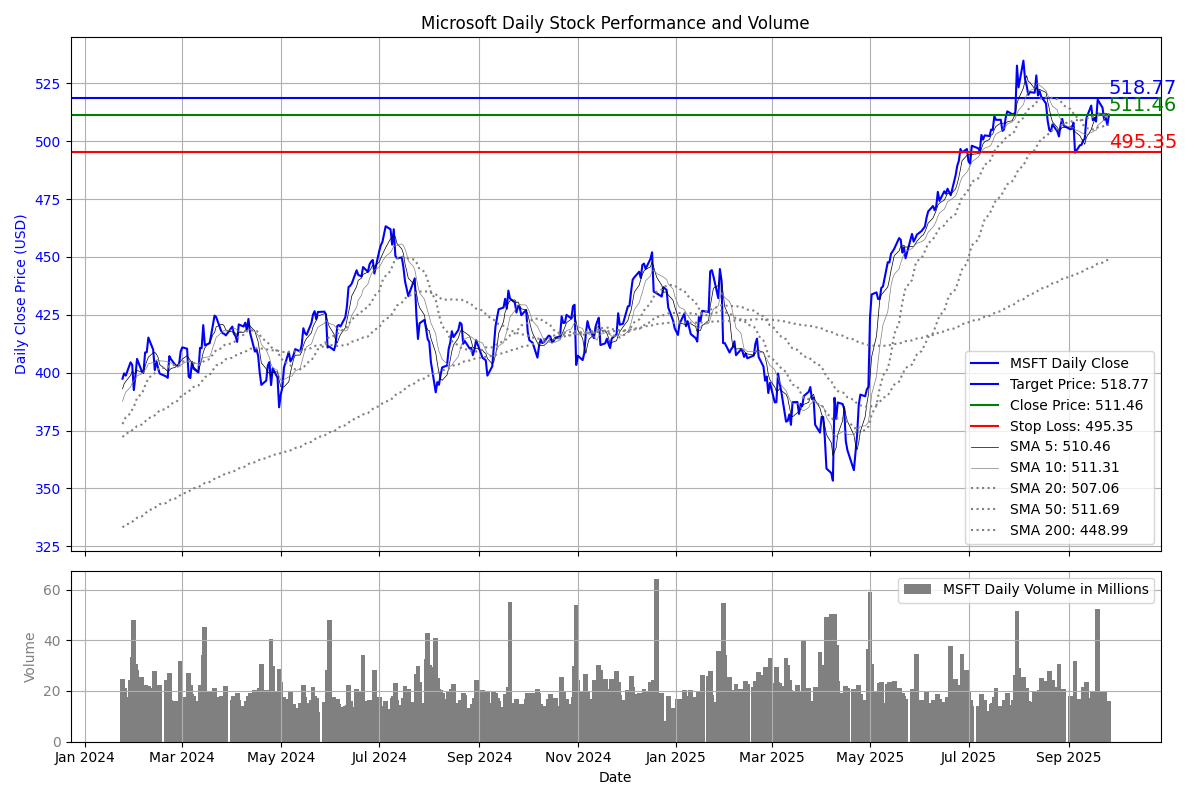 Microsoft Daily Stock Performance and Volume
Daily Close Price (USD)
525
500
475
450
425
400
375
350
325
518.77
511.46
495.35
MSFT Daily Close
Target Price: 518.77
Close Price: 511.46
Stop Loss: 495.35
SMA 5: 510.46
SMA 10: 511.31
SMA 20: 507.06
SMA 50: 511.69
SMA 200: 448.99
Volume
60
40
20
0
MSFT Daily Volume in Millions
Jan 2024 Mar 2024 May 2024 Jul 2024 Sep 2024 Nov 2024 Jan 2025 Mar 2025 May 2025 Jul 2025 Sep 2025
Date